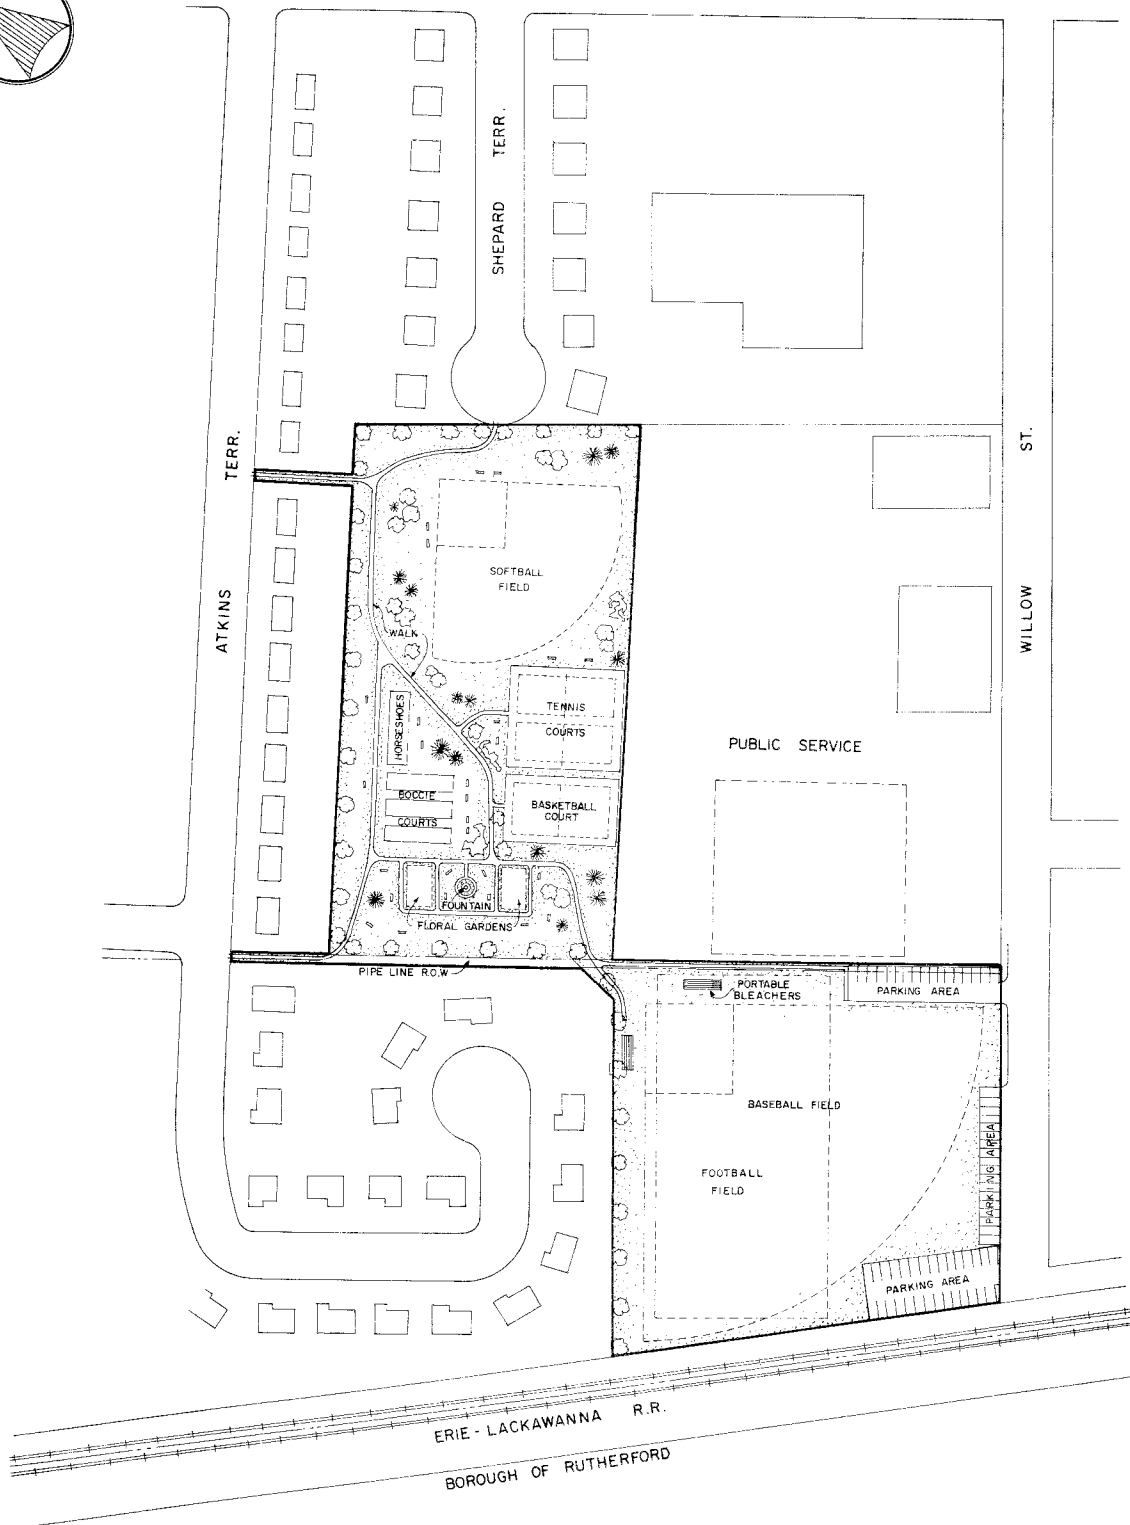 SHEPARD TERR.
ATKINS TERR.
WILLOW ST.
SOFTBALL
FIELD
WALK
HORSESHOES
TENNIS
COURTS
PUBLIC SERVICE
BOCCIE
COURTS
BASKETBALL
COURT
FOUNTAIN
FLORAL GARDENS
PIPE LINE R.O.W
PORTABLE
BLEACHERS
PARKING AREA
BASEBALL FIELD
PARKING AREA
FOOTBALL
FIELD
PARKING AREA
ERIE - LACKAWANNA R.R.
BOROUGH OF RUTHERFORD